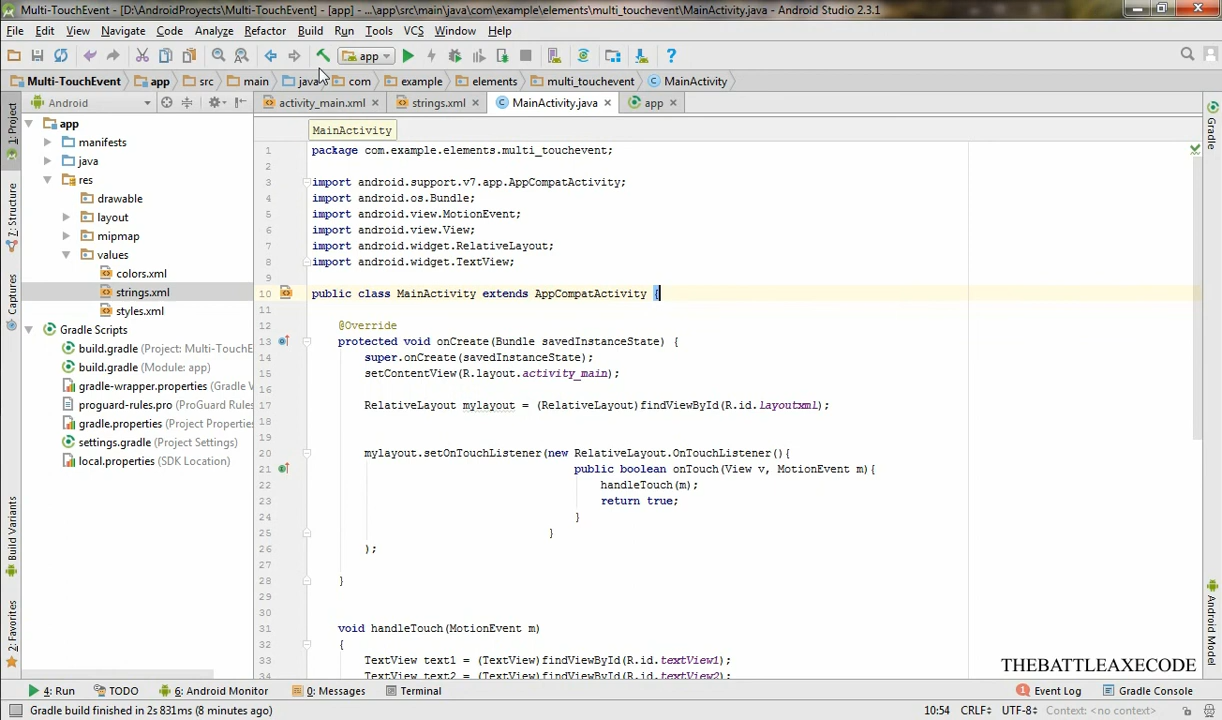 Multi-TouchEvent - [D:\AndroidProyects\Multi-TouchEvent] - [app] - ...\app\src\main\java\com\example\elements\multi_touchevent\MainActivity.java - Android Studio 2.3.1
File Edit View Navigate Code Analyze Refactor Build Run Tools VCS Window Help
app
Multi-TouchEvent app src main java com example elements multi_touchevent MainActivity
Android activity_main.xml strings.xml MainActivity.java app
MainActivity
1: Project
7: Structure
Captures
Build Variants
2: Favorites
app
manifests
java
res
drawable
layout
mipmap
values
colors.xml
strings.xml
styles.xml
Gradle Scripts
build.gradle (Project: Multi-TouchE
build.gradle (Module: app)
gradle-wrapper.properties (Gradle V
proguard-rules.pro (ProGuard Rules
gradle.properties (Project Propertie
settings.gradle (Project Settings)
local.properties (SDK Location)
1 package com.example.elements.multi_touchevent;
2
3 import android.support.v7.app.AppCompatActivity;
4 import android.os.Bundle;
5 import android.view.MotionEvent;
6 import android.view.View;
7 import android.widget.RelativeLayout;
8 import android.widget.TextView;
9
10 public class MainActivity extends AppCompatActivity {
11
12 @Override
13 protected void onCreate(Bundle savedInstanceState) {
14 super.onCreate(savedInstanceState);
15 setContentView(R.layout.activity_main);
16
17 RelativeLayout mylayout = (RelativeLayout)findViewById(R.id.layoutxml);
18
19
20 mylayout.setOnTouchListener(new RelativeLayout.OnTouchListener(){
21 public boolean onTouch(View v, MotionEvent m){
22 handleTouch(m);
23 return true;
24 }
25 }
26 );
27
28 }
29
30
31 void handleTouch(MotionEvent m)
32 {
33 TextView text1 = (TextView)findViewById(R.id.textView1);
TextView text2 = (TextView)findViewById(R.id.textView2);
Gradle
Android Model
THEBATTLEAXECODE
4: Run TODO 6: Android Monitor 0: Messages Terminal 1 Event Log Gradle Console
Gradle build finished in 2s 831ms (8 minutes ago) 10:54 CRLF UTF-8 Context: <no context>